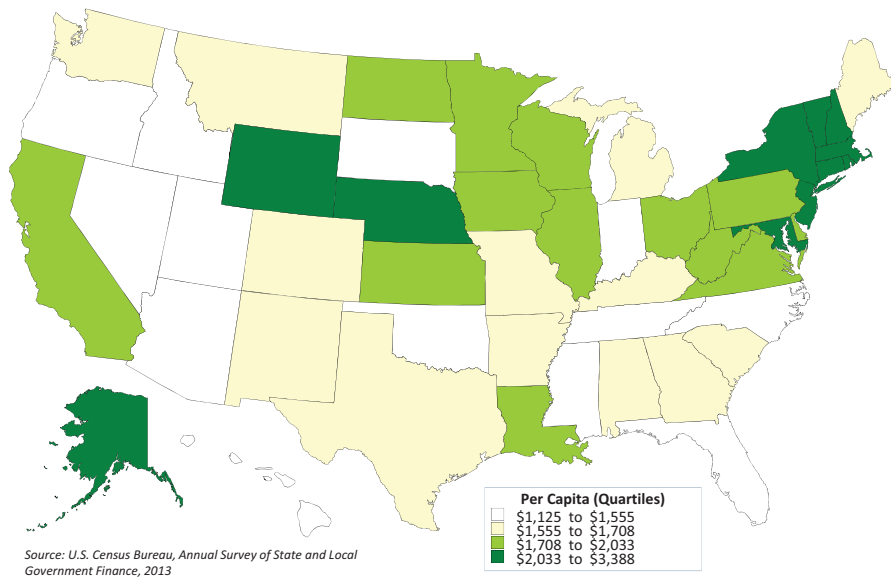 Per Capita (Quartiles)
$1,125 to $1,555
$1,555 to $1,708
$1,708 to $2,033
$2,033 to $3,388
Source: U.S. Census Bureau, Annual Survey of State and Local
Government Finance, 2013